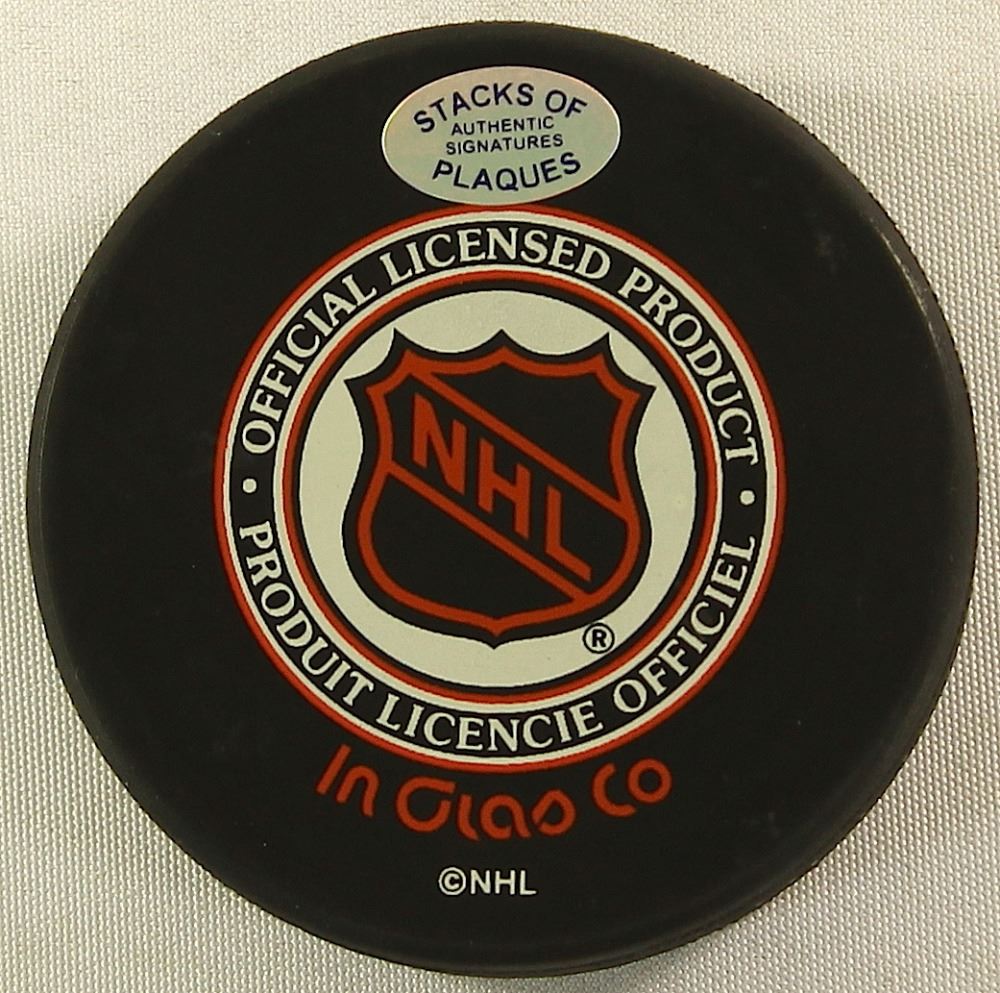 STACKS OF
AUTHENTIC
SIGNATURES
PLAQUES
OFFICIAL LICENSED PRODUCT
NHL
®
• PRODUIT LICENCIE OFFICIEL •
In Glas Co
©NHL